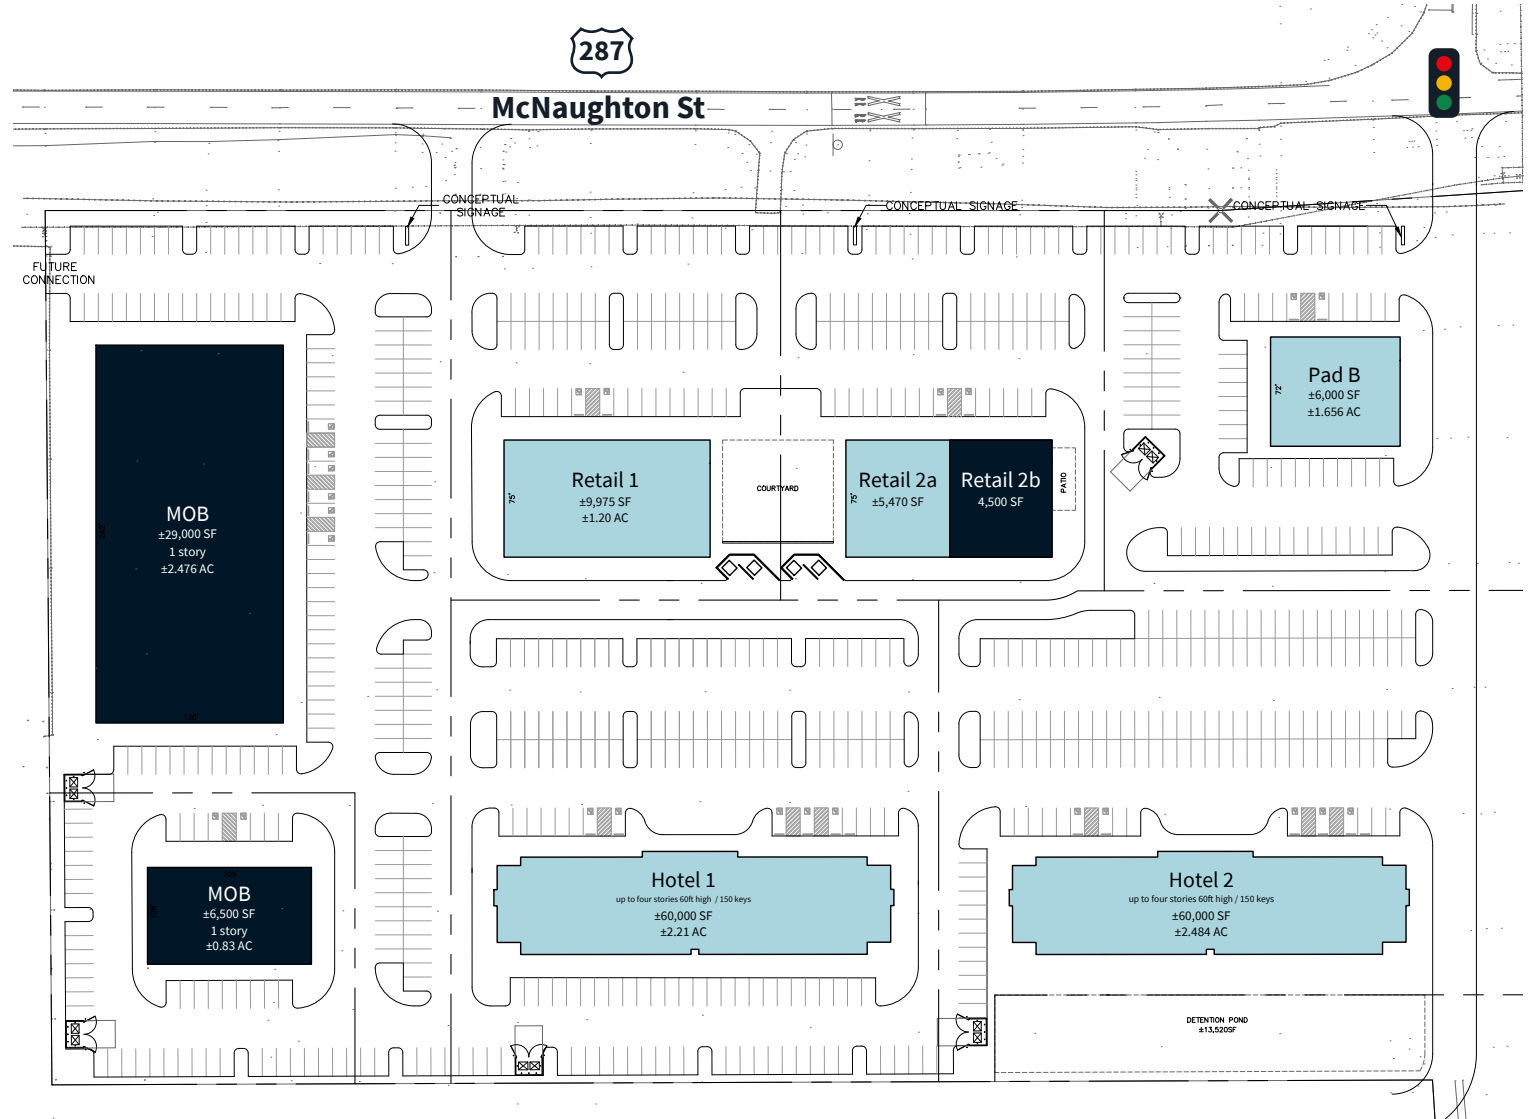 287
McNaughton St
CONCEPTUAL
SIGNAGE
CONCEPTUAL SIGNAGE
CONCEPTUAL SIGNAGE
FUTURE
CONNECTION
Pad B
±6,000 SF
±1.656 AC
72'
MOB
±29,000 SF
1 story
±2.476 AC
Retail 1
±9,975 SF
±1.20 AC
75'
COURTYARD
Retail 2a
±5,470 SF
75'
Retail 2b
4,500 SF
PATIO
MOB
±6,500 SF
1 story
±0.83 AC
Hotel 1
up to four stories 60ft high / 150 keys
±60,000 SF
±2.21 AC
Hotel 2
up to four stories 60ft high / 150 keys
±60,000 SF
±2.484 AC
DETENTION POND
±13,520SF